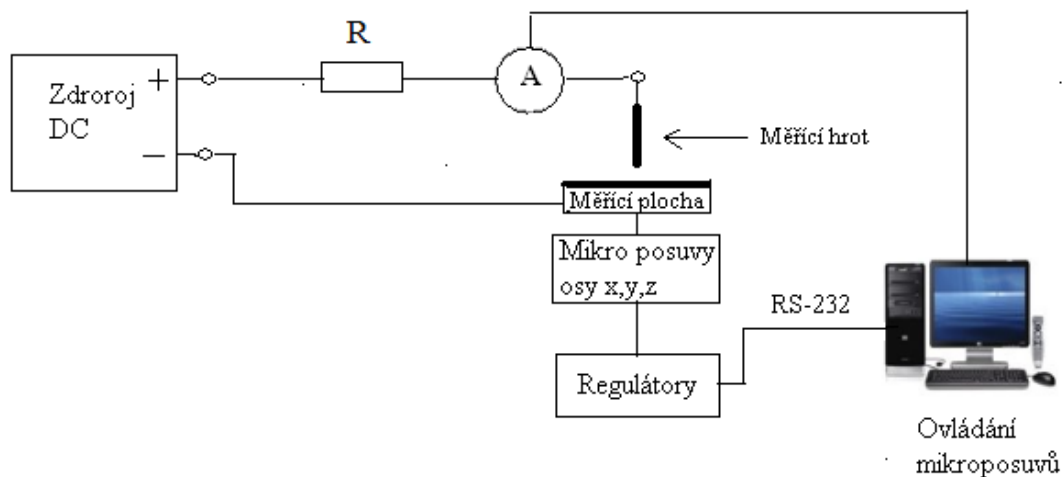 R
Zdroroj
DC
+
−
A
Měřící hrot
Měřící plocha
Mikro posuvy
osy x,y,z
RS-232
Regulátory
Ovládání
mikroposuvů